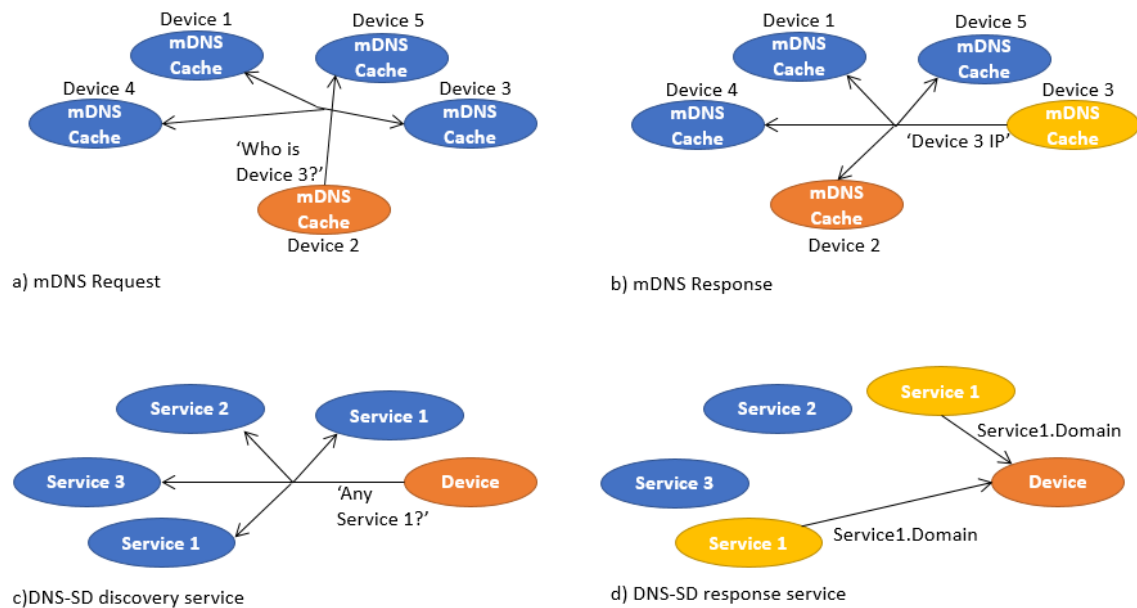 Device 1
mDNS
Cache
Device 5
mDNS
Cache
Device 4
mDNS
Cache
Device 3
mDNS
Cache
'Who is
Device 3?'
mDNS
Cache
Device 2
a) mDNS Request
Device 1
mDNS
Cache
Device 5
mDNS
Cache
Device 4
mDNS
Cache
Device 3
mDNS
Cache
'Device 3 IP'
mDNS
Cache
Device 2
b) mDNS Response
Service 2
Service 1
Service 3
Device
'Any
Service 1?'
Service 1
c)DNS-SD discovery service
Service 1
Service 2
Service1.Domain
Service 3
Device
Service 1
Service1.Domain
d) DNS-SD response service